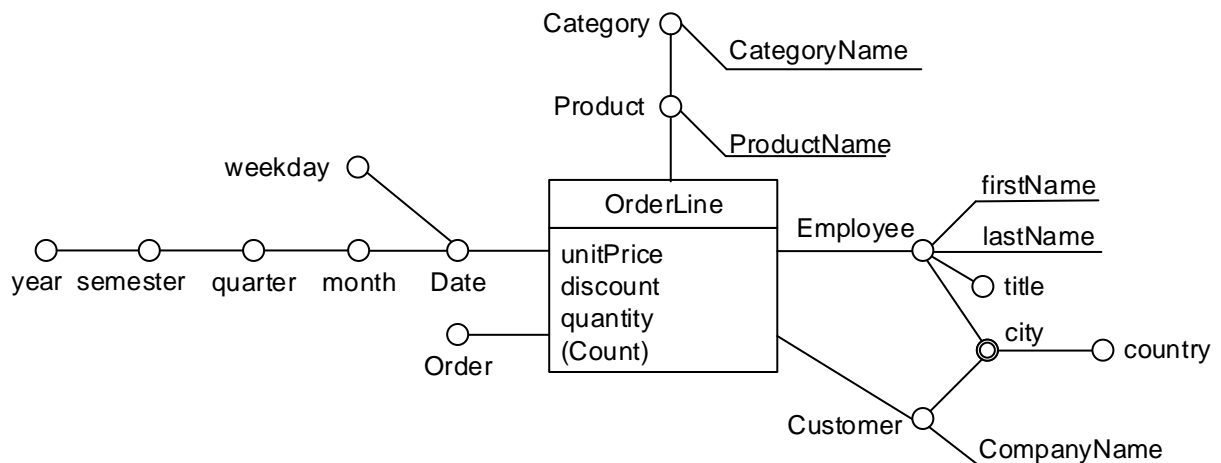 Category
CategoryName
Product
ProductName
weekday
OrderLine
firstName
Employee
lastName
unitPrice
year
semester
quarter
month
Date
discount
title
quantity
city
(Count)
country
Order
Customer
CompanyName